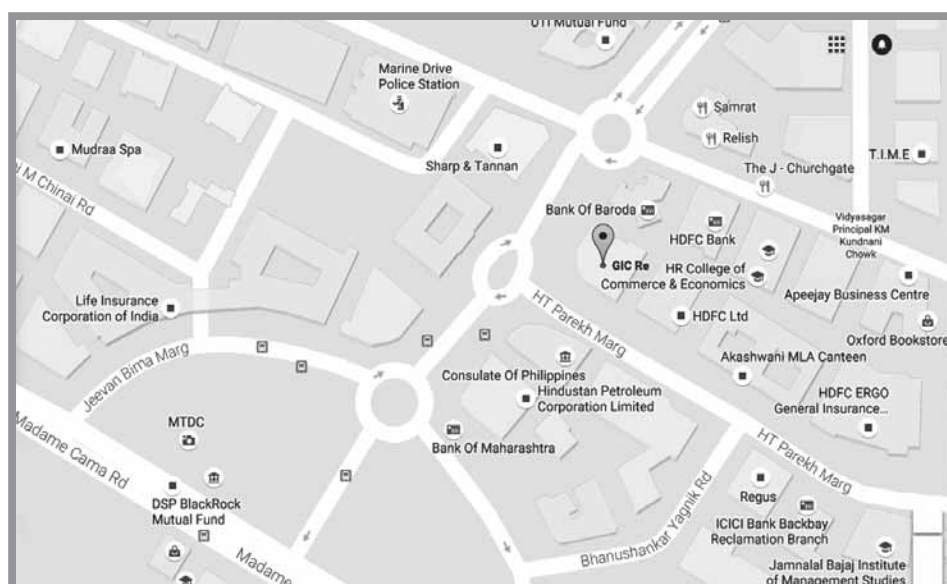 UTI Mutual Fund
Marine Drive
Police Station
Samrat
Relish
Mudraa Spa
Sharp & Tannan
T.I.M.E
The J - Churchgate
i M Chinai Rd
Bank Of Baroda
HDFC Bank
Vidyasagar
Principal KM
Kundnani
Chowk
GIC Re
HR College of
Commerce & Economics
Apeejay Business Centre
Life Insurance
Corporation of India
HT Parekh Marg
HDFC Ltd
Oxford Bookstore
Jeevan Bima Marg
Akashwani MLA Canteen
Consulate Of Philippines
Hindustan Petroleum
Corporation Limited
HDFC ERGO
General Insurance...
MTDC
Bank Of Maharashtra
Madame Cama Rd
HT Parekh Marg
DSP BlackRock
Mutual Fund
Regus
Bhanushankar Yagnik Rd
ICICI Bank Backbay
Reclamation Branch
Madame
Jamnalal Bajaj Institute
of Management Studies